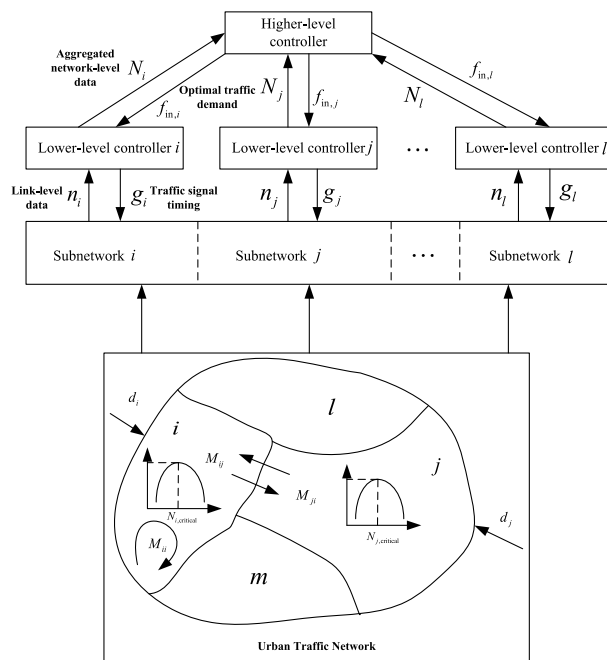 Higher-level
controller
Aggregated
network-level
data
N_i
f_in,i
Optimal traffic
demand
N_j
f_in,j
N_l
f_in,l
Lower-level controller i
Lower-level controller j
...
Lower-level controller l
Link-level
data
n_i
g_i
Traffic signal
timing
n_j
g_j
n_l
g_l
Subnetwork i
Subnetwork j
...
Subnetwork l
d_i
i
l
j
M_ij
M_ji
N_i,critical
N_j,critical
M_ii
m
d_j
Urban Traffic Network